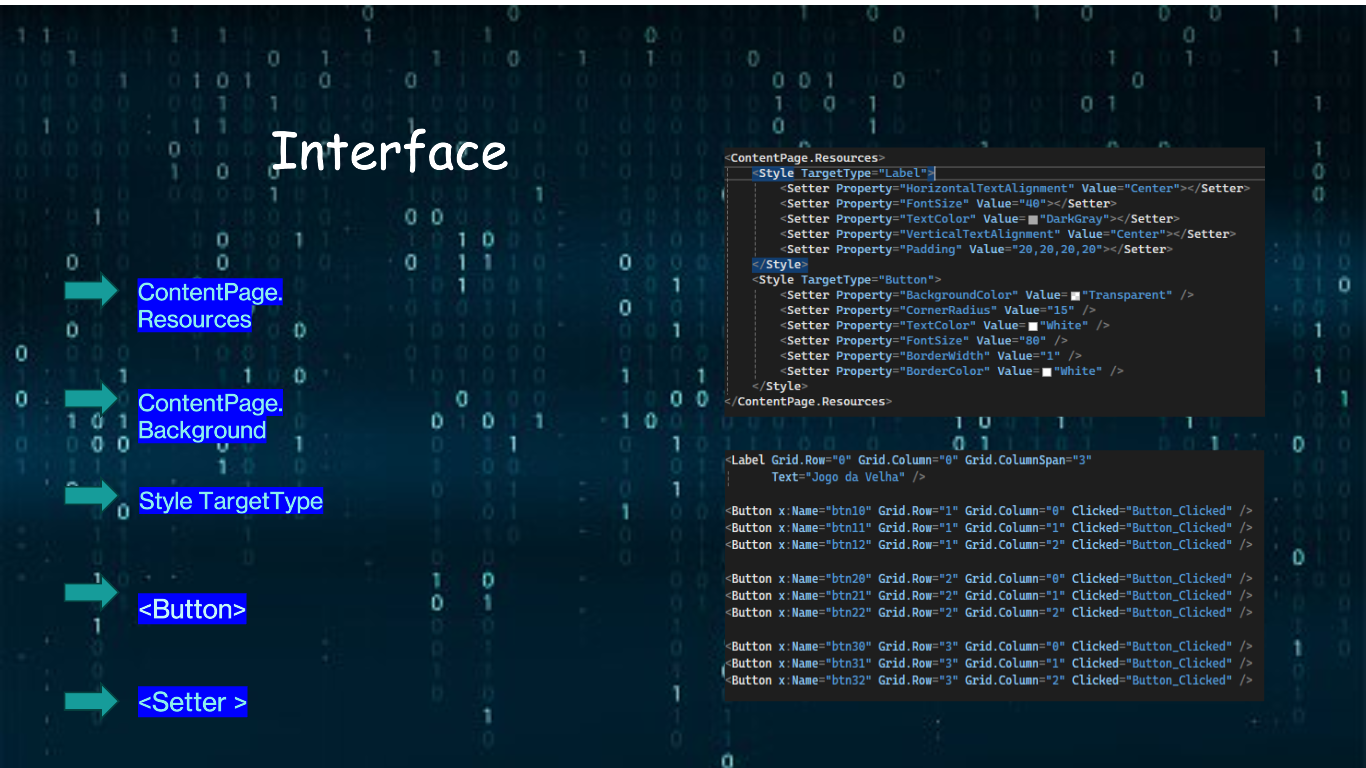 Interface
ContentPage.
Resources
ContentPage.
Background
Style TargetType
<Button>
<Setter >
<ContentPage.Resources>
<Style TargetType="Label">
<Setter Property="HorizontalTextAlignment" Value="Center"></Setter>
<Setter Property="FontSize" Value="40"></Setter>
<Setter Property="TextColor" Value="DarkGray"></Setter>
<Setter Property="VerticalTextAlignment" Value="Center"></Setter>
<Setter Property="Padding" Value="20,20,20,20"></Setter>
</Style>
<Style TargetType="Button">
<Setter Property="BackgroundColor" Value="Transparent" />
<Setter Property="CornerRadius" Value="15" />
<Setter Property="TextColor" Value="White" />
<Setter Property="FontSize" Value="80" />
<Setter Property="BorderWidth" Value="1" />
<Setter Property="BorderColor" Value="White" />
</Style>
</ContentPage.Resources>
<Label Grid.Row="0" Grid.Column="0" Grid.ColumnSpan="3"
Text="Jogo da Velha" />
<Button x:Name="btn10" Grid.Row="1" Grid.Column="0" Clicked="Button_Clicked" />
<Button x:Name="btn11" Grid.Row="1" Grid.Column="1" Clicked="Button_Clicked" />
<Button x:Name="btn12" Grid.Row="1" Grid.Column="2" Clicked="Button_Clicked" />
<Button x:Name="btn20" Grid.Row="2" Grid.Column="0" Clicked="Button_Clicked" />
<Button x:Name="btn21" Grid.Row="2" Grid.Column="1" Clicked="Button_Clicked" />
<Button x:Name="btn22" Grid.Row="2" Grid.Column="2" Clicked="Button_Clicked" />
<Button x:Name="btn30" Grid.Row="3" Grid.Column="0" Clicked="Button_Clicked" />
<Button x:Name="btn31" Grid.Row="3" Grid.Column="1" Clicked="Button_Clicked" />
<Button x:Name="btn32" Grid.Row="3" Grid.Column="2" Clicked="Button_Clicked" />